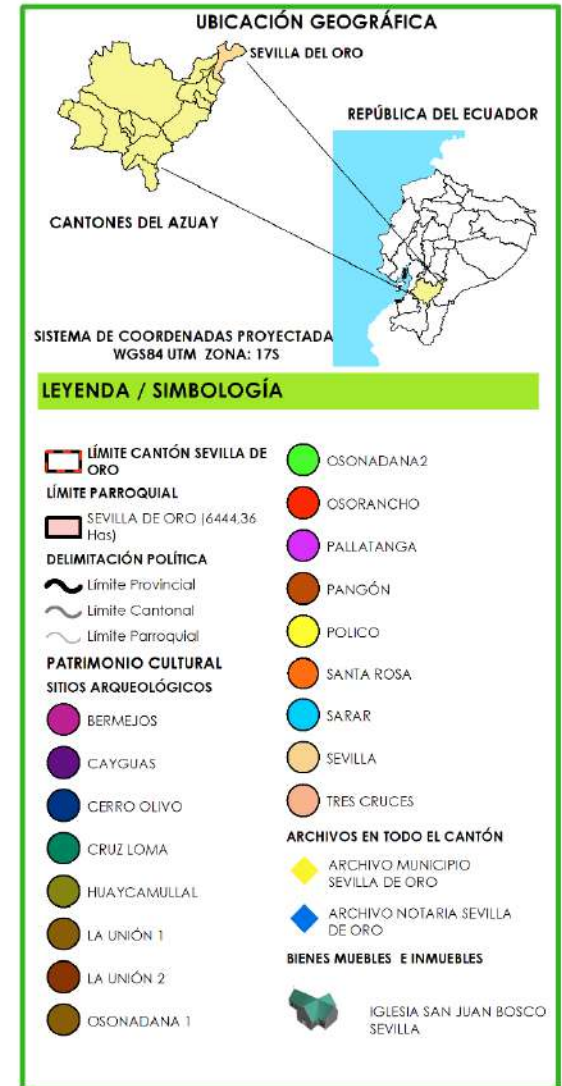 UBICACIÓN GEOGRÁFICA
SEVILLA DEL ORO
REPÚBLICA DEL ECUADOR
CANTONES DEL AZUAY
SISTEMA DE COORDENADAS PROYECTADA
WGS84 UTM ZONA: 17S
LEYENDA / SIMBOLOGÍA
LÍMITE CANTÓN SEVILLA DE
ORO
LÍMITE PARROQUIAL
SEVILLA DE ORO (6444,36
Has)
DELIMITACIÓN POLÍTICA
Límite Provincial
Límite Cantonal
Límite Parroquial
PATRIMONIO CULTURAL
SITIOS ARQUEOLÓGICOS
BERMEJOS
CAYGUAS
CERRO OLIVO
CRUZ LOMA
HUAYCAMULLAL
LA UNIÓN 1
LA UNIÓN 2
OSONADANA 1
OSONADANA2
OSORANCHO
PALLATANGA
PANGÓN
POLICO
SANTA ROSA
SARAR
SEVILLA
TRES CRUCES
ARCHIVOS EN TODO EL CANTÓN
ARCHIVO MUNICIPIO
SEVILLA DE ORO
ARCHIVO NOTARIA SEVILLA
DE ORO
BIENES MUEBLES E INMUEBLES
IGLESIA SAN JUAN BOSCO
SEVILLA